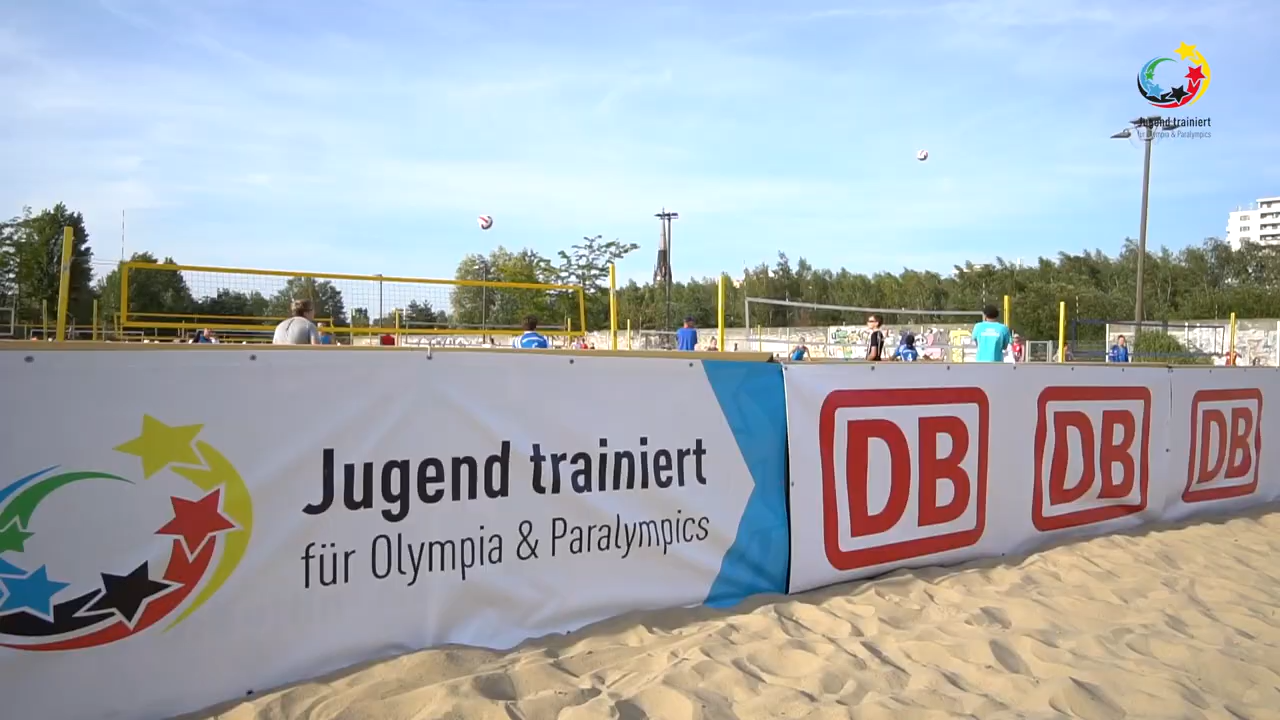 Jugend trainiert
für Olympia & Paralympics
Jugend trainiert
für Olympia & Paralympics
DB
DB
DB